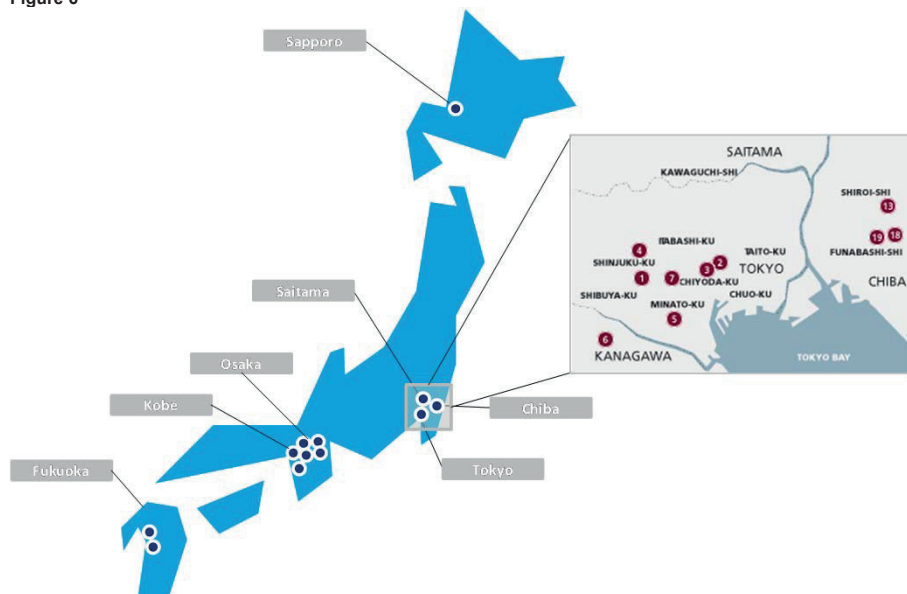 Figure 6
Sapporo
SAITAMA
KAWAGUCHI-SHI
SHIROI-SHI
13
19
18
FUNABASHI-SHI
ITABASHI-KU
4
TAITO-KU
SHINJUKU-KU
2
3
TOKYO
1
7
CHIYODA-KU
CHIBA
SHIBUYA-KU
CHUO-KU
MINATO-KU
5
6
KANAGAWA
TOKYO BAY
Saitama
Osaka
Kobe
Chiba
Tokyo
Fukuoka